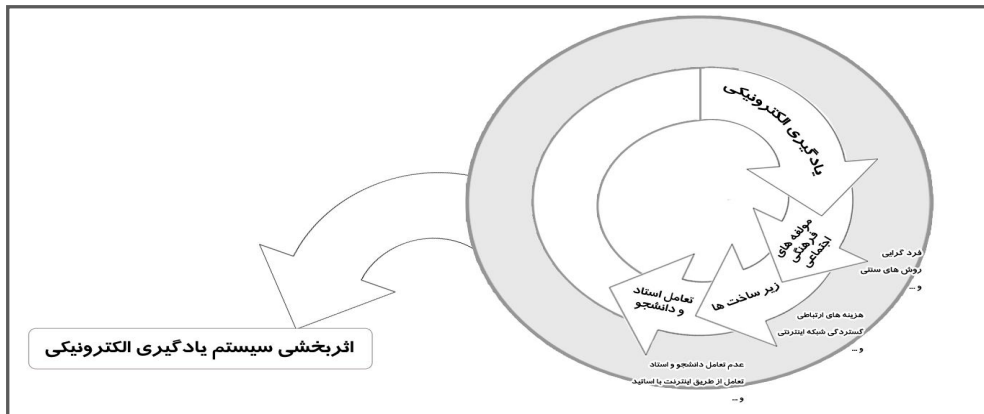 یادگیری الکترونیکی
مولفه های
فرهنگی
اجتماعی
فرد گرایی
روش های سنتی
و ...
زیر ساخت ها
هزینه های ارتباطی
گستردگی شبکه اینترنتی
و ...
تعامل استاد
و دانشجو
عدم تعامل دانشجو و استاد
تعامل از طریق اینترنت با اساتید
و ...
اثربخشی سیستم یادگیری الکترونیکی